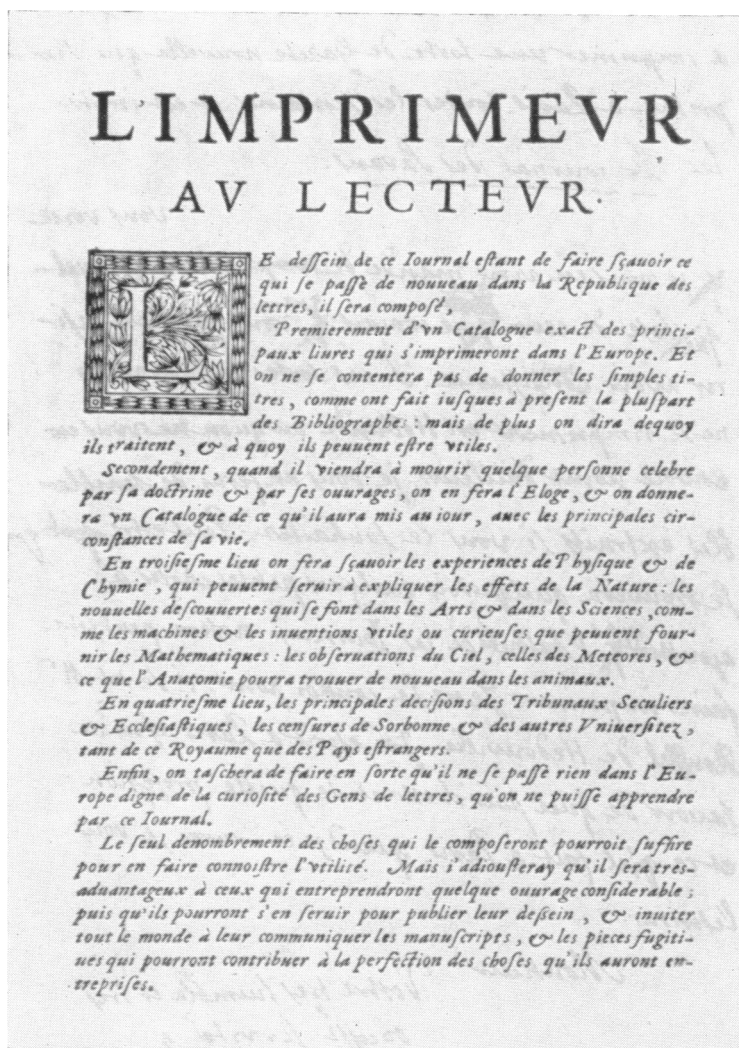 L'IMPRIMEVR
AV LECTEVR.
LE dessein de ce Iournal estant de faire sçauoir ce
qui se passe de nouueau dans la Republique des
lettres, il sera composé,
Premierement d'vn Catalogue exact des princi-
paux liures qui s'imprimeront dans l'Europe. Et
on ne se contentera pas de donner les simples ti-
tres, comme ont fait iusques à present la pluspart
des Bibliographes: mais de plus on dira dequoy
ils traitent, & à quoy ils peuuent estre vtiles.
Secondement, quand il viendra à mourir quelque personne celebre
par sa doctrine & par ses ouurages, on en fera l'Eloge, & on donne-
ra vn Catalogue de ce qu'il aura mis au iour, auec les principales cir-
constances de sa vie.
En troisiesme lieu on fera sçauoir les experiences de Physique & de
Chymie, qui peuuent seruir à expliquer les effets de la Nature: les
nouuelles descouuertes qui se font dans les Arts & dans les Sciences, com-
me les machines & les inuentions vtiles ou curieuses que peuuent four-
nir les Mathematiques: les obseruations du Ciel, celles des Meteores, &
ce que l'Anatomie pourra trouuer de nouueau dans les animaux.
En quatriesme lieu, les principales decisions des Tribunaux Seculiers
& Ecclesiastiques, les censures de Sorbonne & des autres Vniuersitez,
tant de ce Royaume que des Pays estrangers.
Enfin, on taschera de faire en sorte qu'il ne se passe rien dans l'Eu-
rope digne de la curiosité des Gens de lettres, qu'on ne puisse apprendre
par ce Iournal.
Le seul denombrement des choses qui le composeront pourroit suffire
pour en faire connoistre l'vtilité. Mais i'adiousteray qu'il sera tres-
aduantageux à ceux qui entreprendront quelque ouurage considerable;
puis qu'ils pourront s'en seruir pour publier leur dessein, & inuiter
tout le monde à leur communiquer les manuscripts, & les pieces fugiti-
ues qui pourront contribuer à la perfection des choses qu'ils auront en-
treprises.